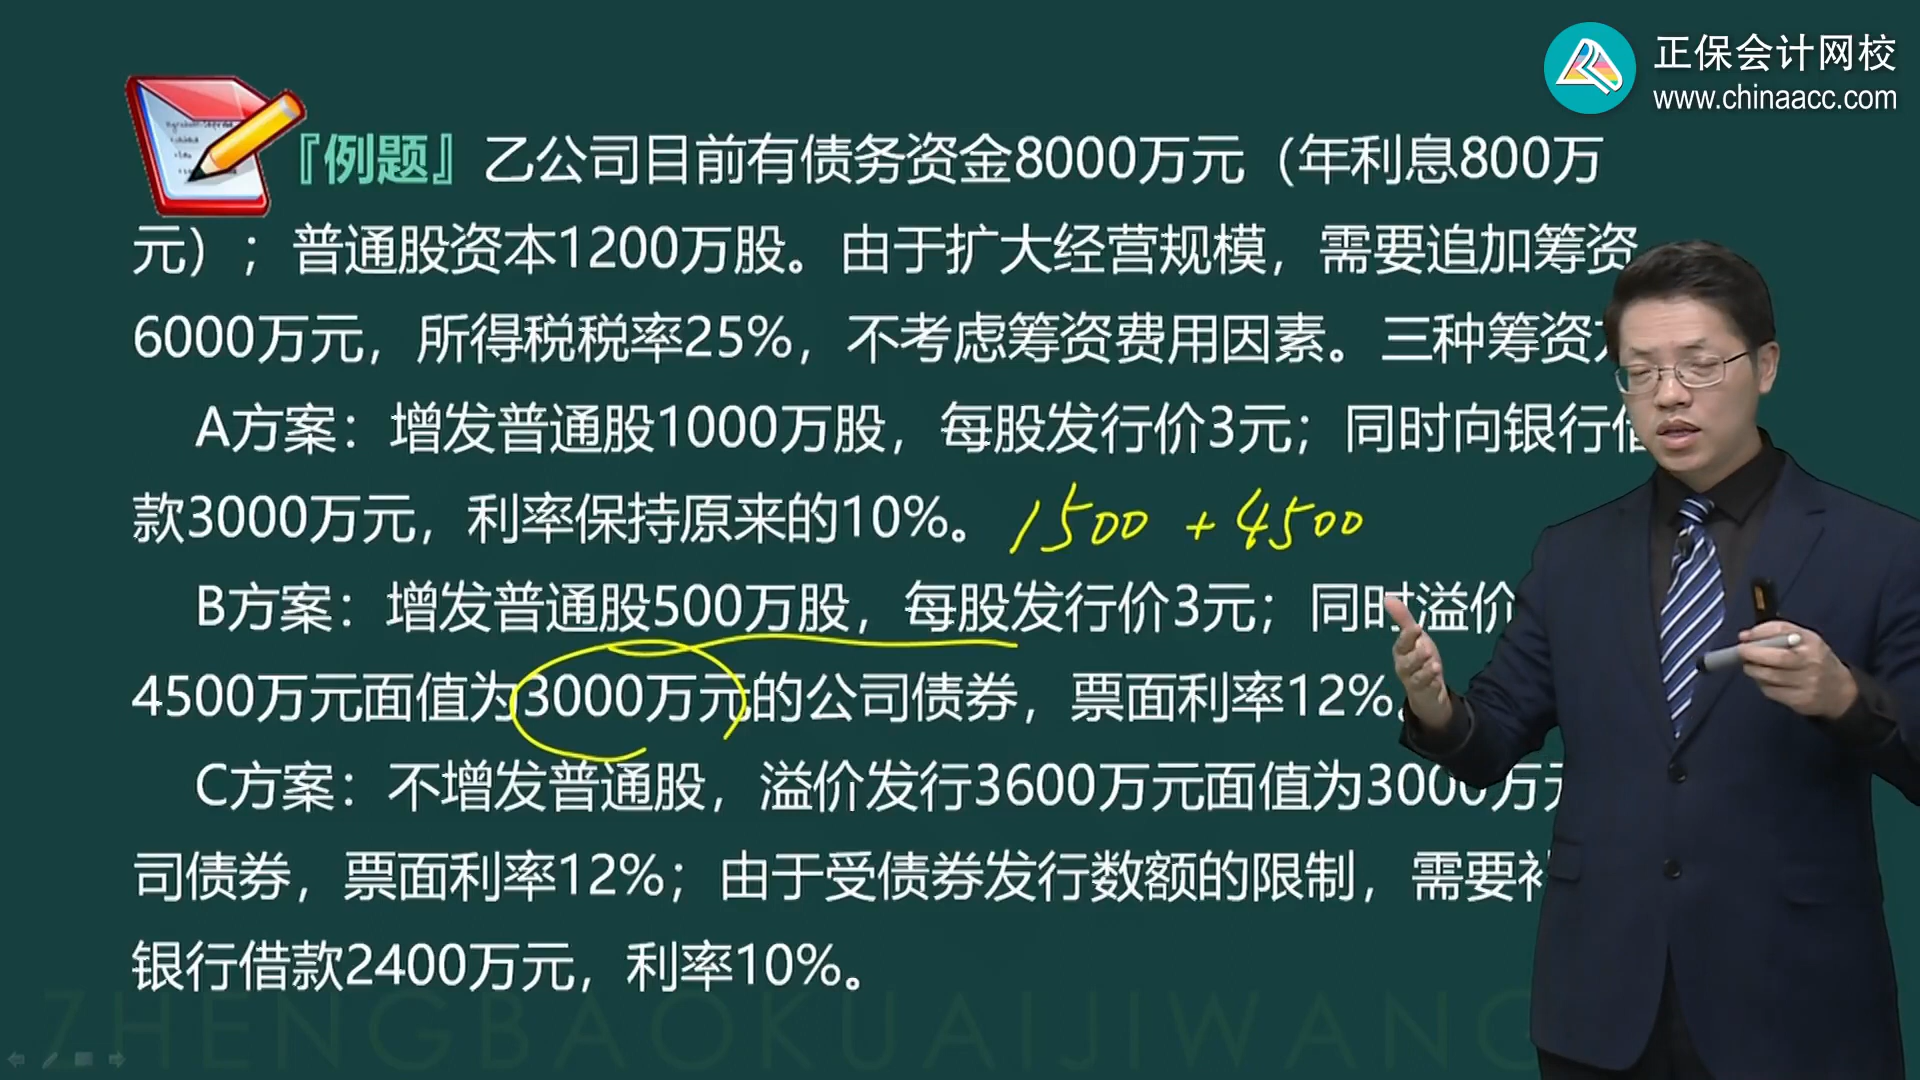 正保会计网校
www.chinaacc.com
『例题』乙公司目前有债务资金8000万元（年利息800万
元）；普通股资本1200万股。由于扩大经营规模，需要追加筹资
6000万元，所得税税率25%，不考虑筹资费用因素。三种筹资
A方案：增发普通股1000万股，每股发行价3元；同时向银行借
款3000万元，利率保持原来的10%。 1500 + 4500
B方案：增发普通股500万股，每股发行价3元；同时溢价
4500万元面值为3000万元的公司债券，票面利率12%
C方案：不增发普通股，溢价发行3600万元面值为3000万元
司债券，票面利率12%；由于受债券发行数额的限制，需要
银行借款2400万元，利率10%。
ZHENGBAOKUAIJIWANG